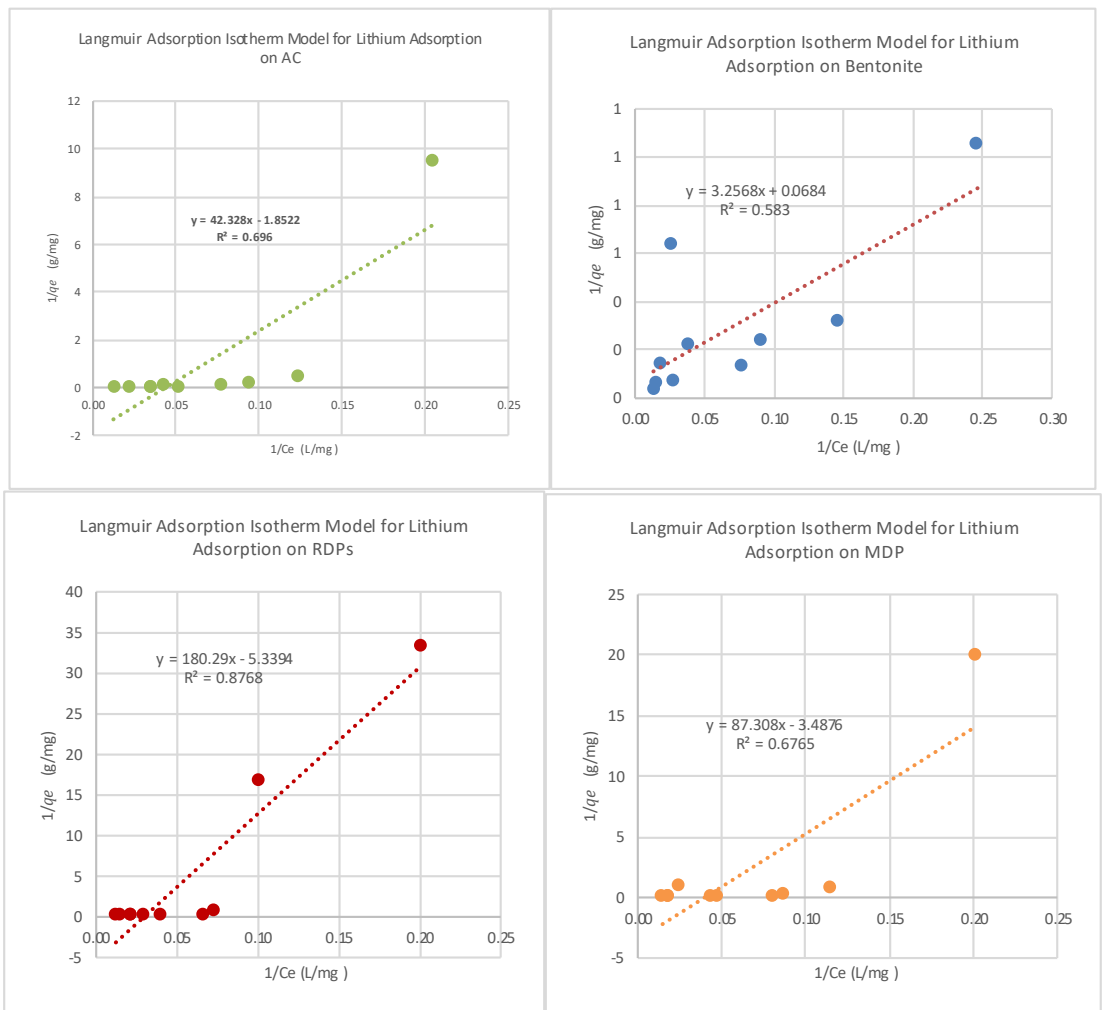 Langmuir Adsorption Isotherm Model for Lithium Adsorption
on AC
12
10
8
6
4
2
0
-2
0.00
0.05
0.10
0.15
0.20
0.25
y = 42.328x - 1.8522
R² = 0.696
1/qe (g/mg)
1/Ce (L/mg )
Langmuir Adsorption Isotherm Model for Lithium
Adsorption on Bentonite
1
1
1
1
0
0
0
0.00
0.05
0.10
0.15
0.20
0.25
0.30
y = 3.2568x + 0.0684
R² = 0.583
1/qe (g/mg)
1/Ce (L/mg )
Langmuir Adsorption Isotherm Model for Lithium
Adsorption on RDPs
40
35
30
25
20
15
10
5
0
-5
0.00
0.05
0.10
0.15
0.20
0.25
y = 180.29x - 5.3394
R² = 0.8768
1/qe (g/mg)
1/Ce (L/mg )
Langmuir Adsorption Isotherm Model for Lithium
Adsorption on MDP
25
20
15
10
5
0
-5
0.00
0.05
0.10
0.15
0.20
0.25
y = 87.308x - 3.4876
R² = 0.6765
1/qe (g/mg)
1/Ce (L/mg )